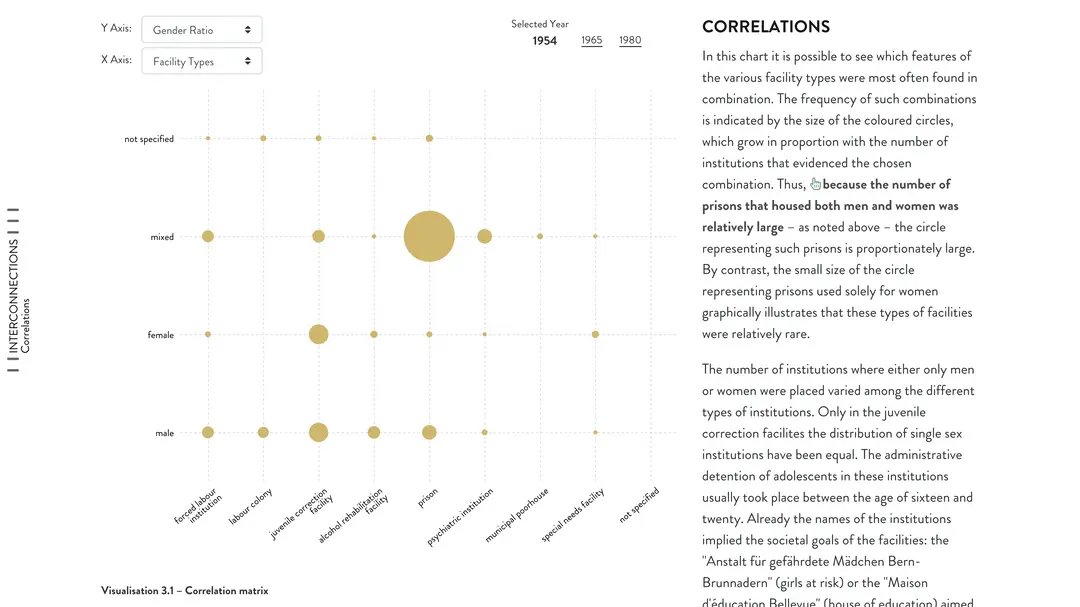 Y Axis:
Gender Ratio
X Axis:
Facility Types
Selected Year
1954 1965 1980
not specified
mixed
female
male
forced labour
institution
labour colony
juvenile correction
facility
alcohol rehabilitation
facility
prison
psychiatric institution
municipal poorhouse
special needs facility
not specified
Visualisation 3.1 – Correlation matrix
INTERCONNECTIONS
Correlations
CORRELATIONS
In this chart it is possible to see which features of
the various facility types were most often found in
combination. The frequency of such combinations
is indicated by the size of the coloured circles,
which grow in proportion with the number of
institutions that evidenced the chosen
combination. Thus, because the number of
prisons that housed both men and women was
relatively large – as noted above – the circle
representing such prisons is proportionately large.
By contrast, the small size of the circle
representing prisons used solely for women
graphically illustrates that these types of facilities
were relatively rare.
The number of institutions where either only men
or women were placed varied among the different
types of institutions. Only in the juvenile
correction facilites the distribution of single sex
institutions have been equal. The administrative
detention of adolescents in these institutions
usually took place between the age of sixteen and
twenty. Already the names of the institutions
implied the societal goals of the facilities: the
"Anstalt für gefährdete Mädchen Bern-
Brunnadern" (girls at risk) or the "Maison
d'éducation Bellevue" (house of education) aimed